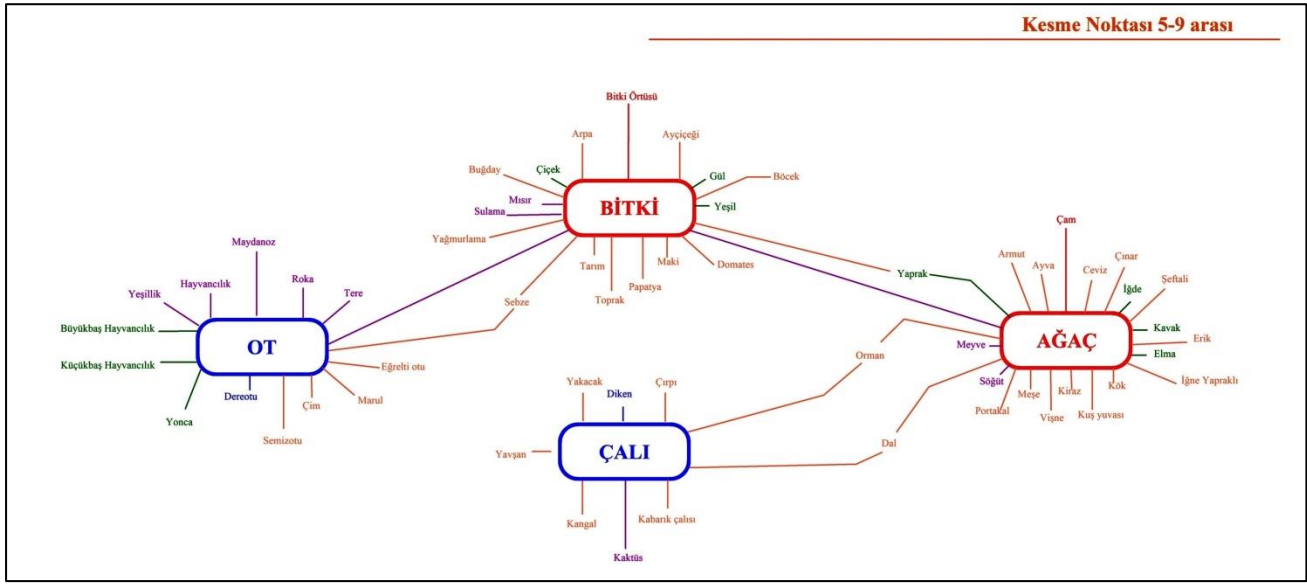 Kesme Noktası 5-9 arası
Bitki Örtüsü
Arpa
Ayçiçeği
Buğday
Çiçek
Gül
Böcek
Mısır
Sulama
BİTKİ
Yeşil
Yağmurlama
Tarım
Toprak
Papatya
Maki
Domates
Maydanoz
Yeşillik
Hayvancılık
Roka
Tere
Sebze
Büyükbaş Hayvancılık
OT
Küçükbaş Hayvancılık
Eğrelti otu
Yonca
Dereotu
Semizotu
Çim
Marul
Yaprak
Çam
Armut
Ayva
Ceviz
Çınar
Şeftali
İğde
Meyve
AĞAÇ
Kavak
Erik
Elma
Söğüt
Portakal
Meşe
Vişne
Kiraz
Kuş yuvası
Kök
İğne Yapraklı
Orman
Dal
Yakacak
Diken
Çırpı
Yavşan
ÇALI
Kangal
Kabarık çalısı
Kaktüs